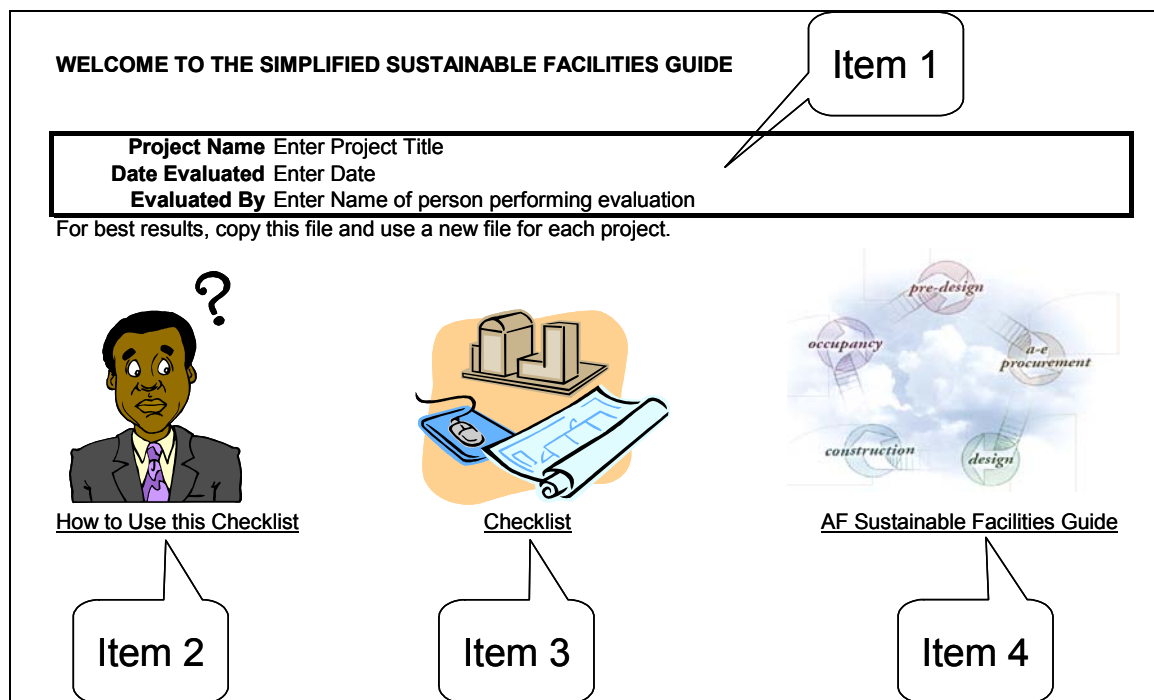 WELCOME TO THE SIMPLIFIED SUSTAINABLE FACILITIES GUIDE
Item 1
Project Name Enter Project Title
Date Evaluated Enter Date
Evaluated By Enter Name of person performing evaluation
For best results, copy this file and use a new file for each project.
?
pre-design
occupancy
a-e
procurement
construction
design
How to Use this Checklist
Checklist
AF Sustainable Facilities Guide
Item 2
Item 3
Item 4